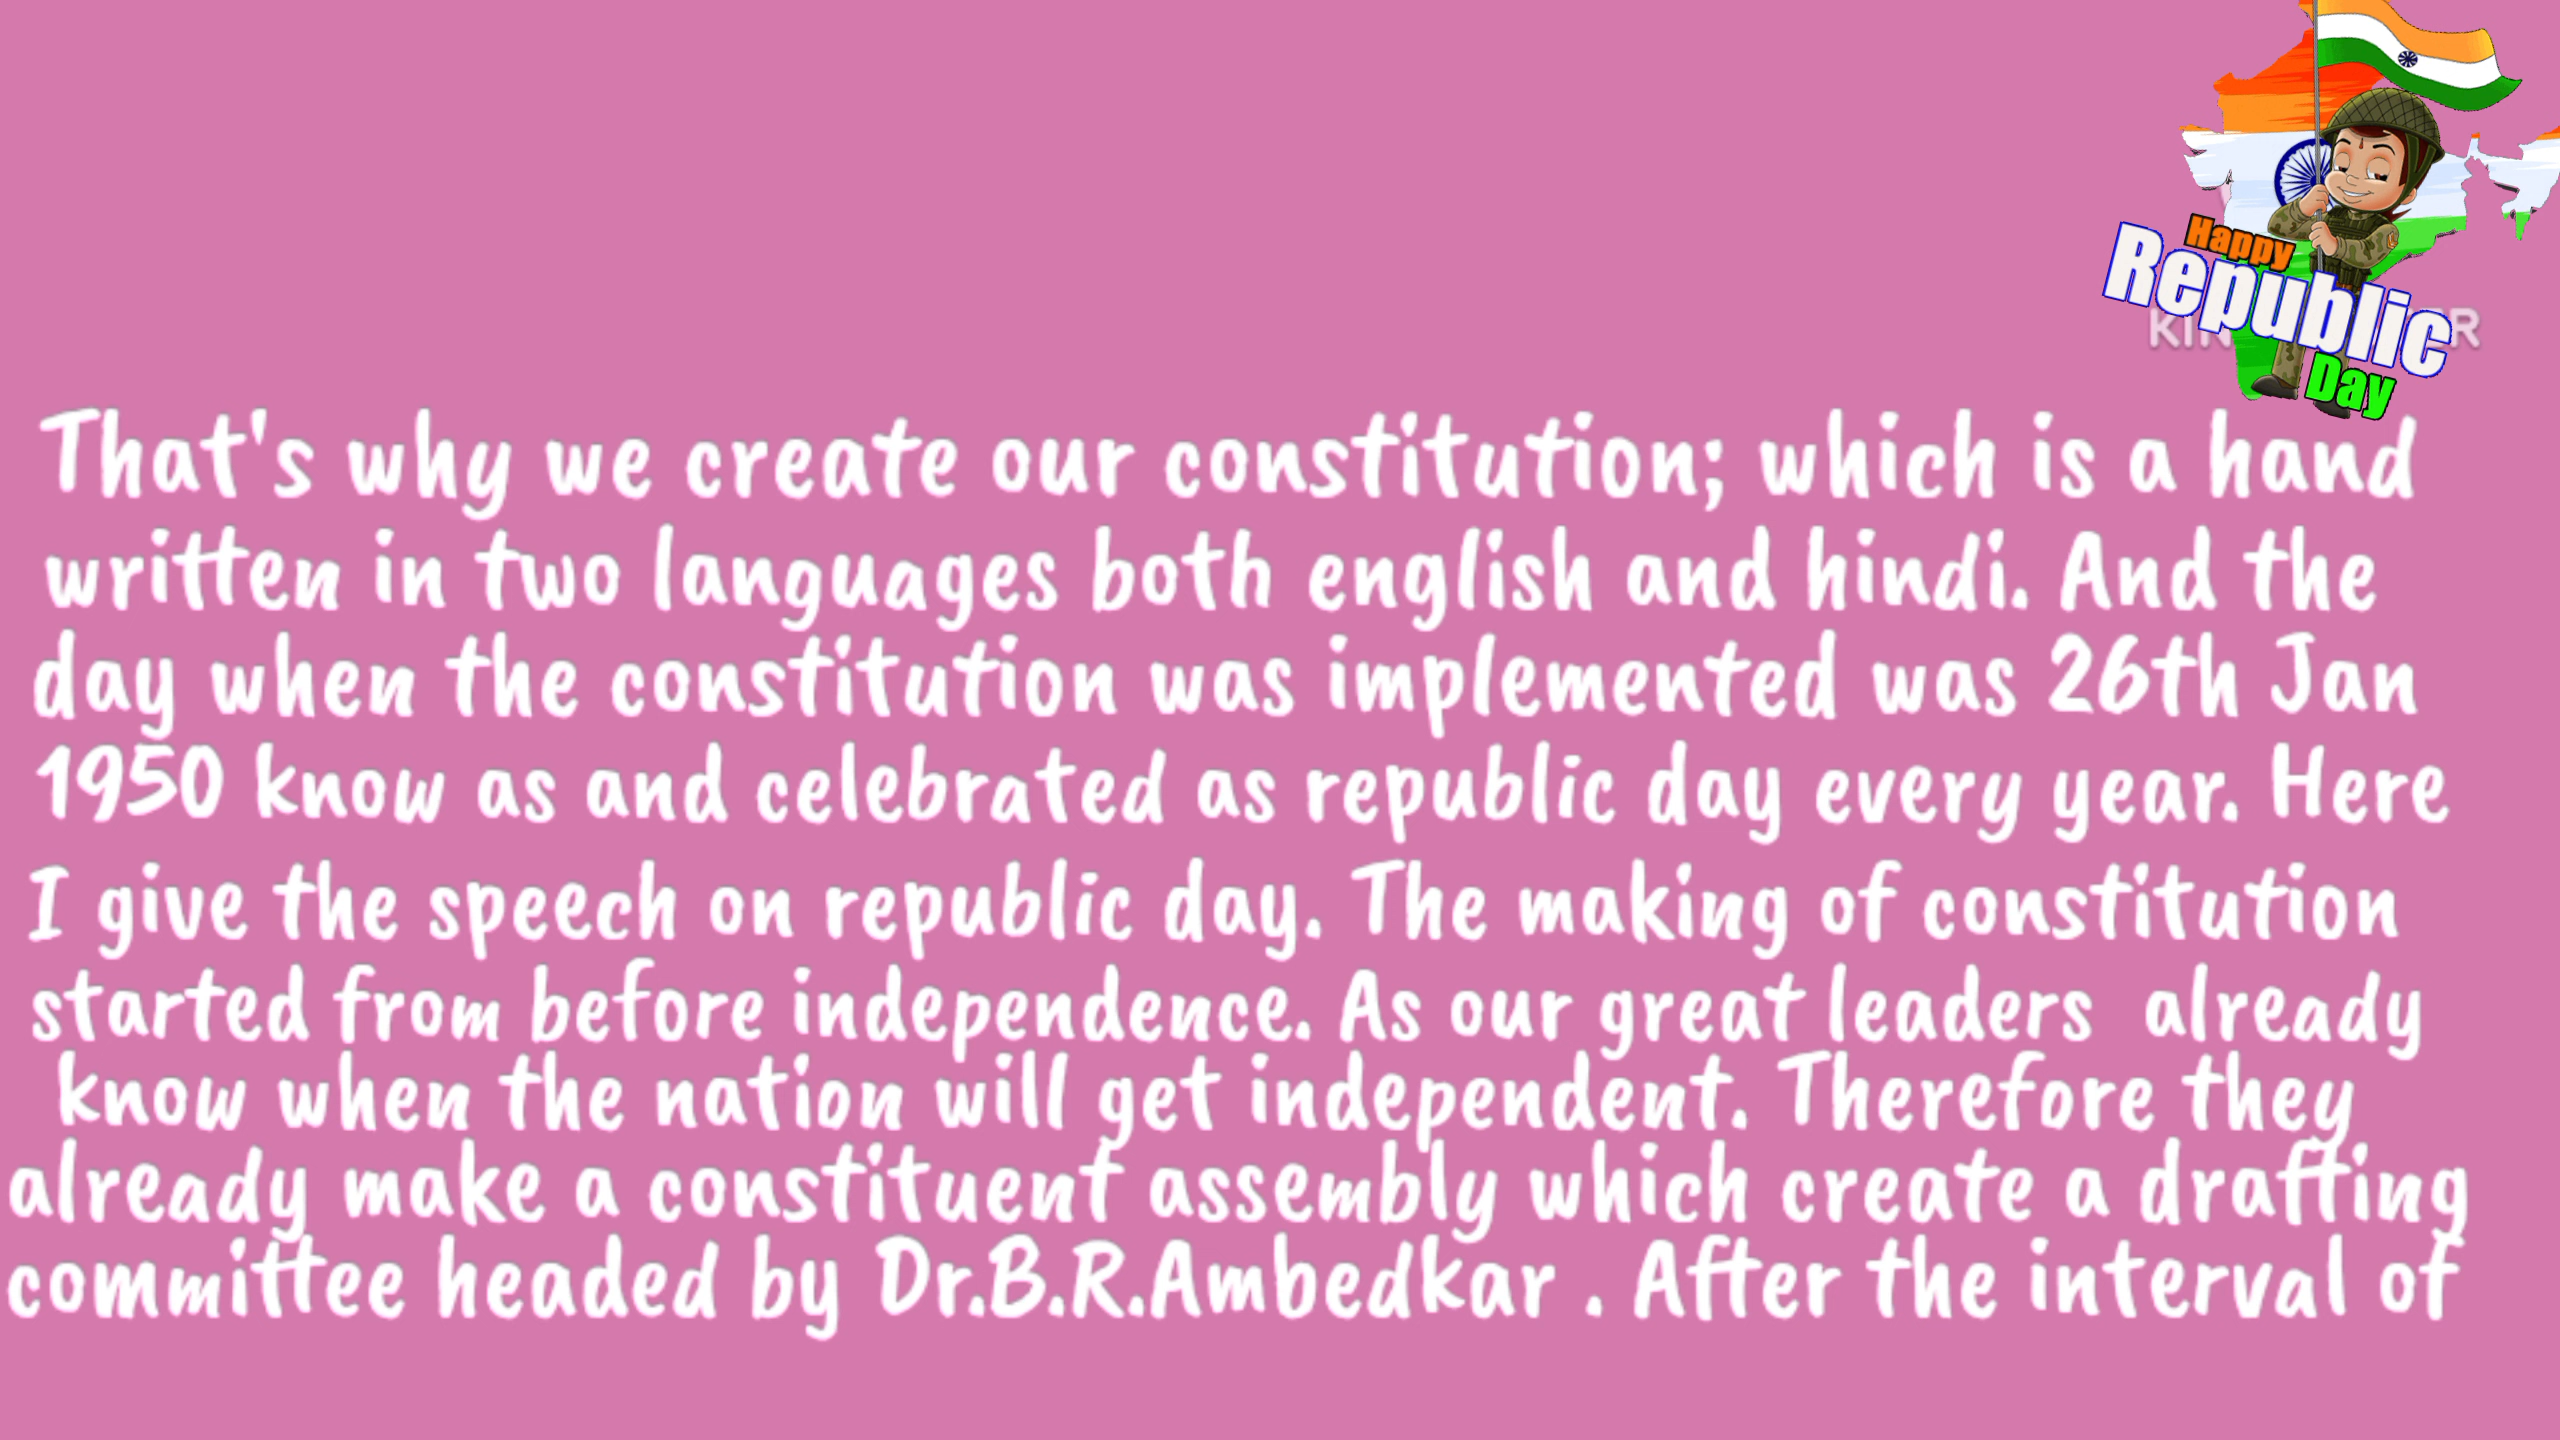 Happy
Republic
Day
That's why we create our constitution; which is a hand
written in two languages both english and hindi. And the
day when the constitution was implemented was 26th Jan
1950 know as and celebrated as republic day every year. Here
I give the speech on republic day. The making of constitution
started from before independence. As our great leaders already
know when the nation will get independent. Therefore they
already make a constituent assembly which create a drafting
committee headed by Dr.B.R.Ambedkar . After the interval of